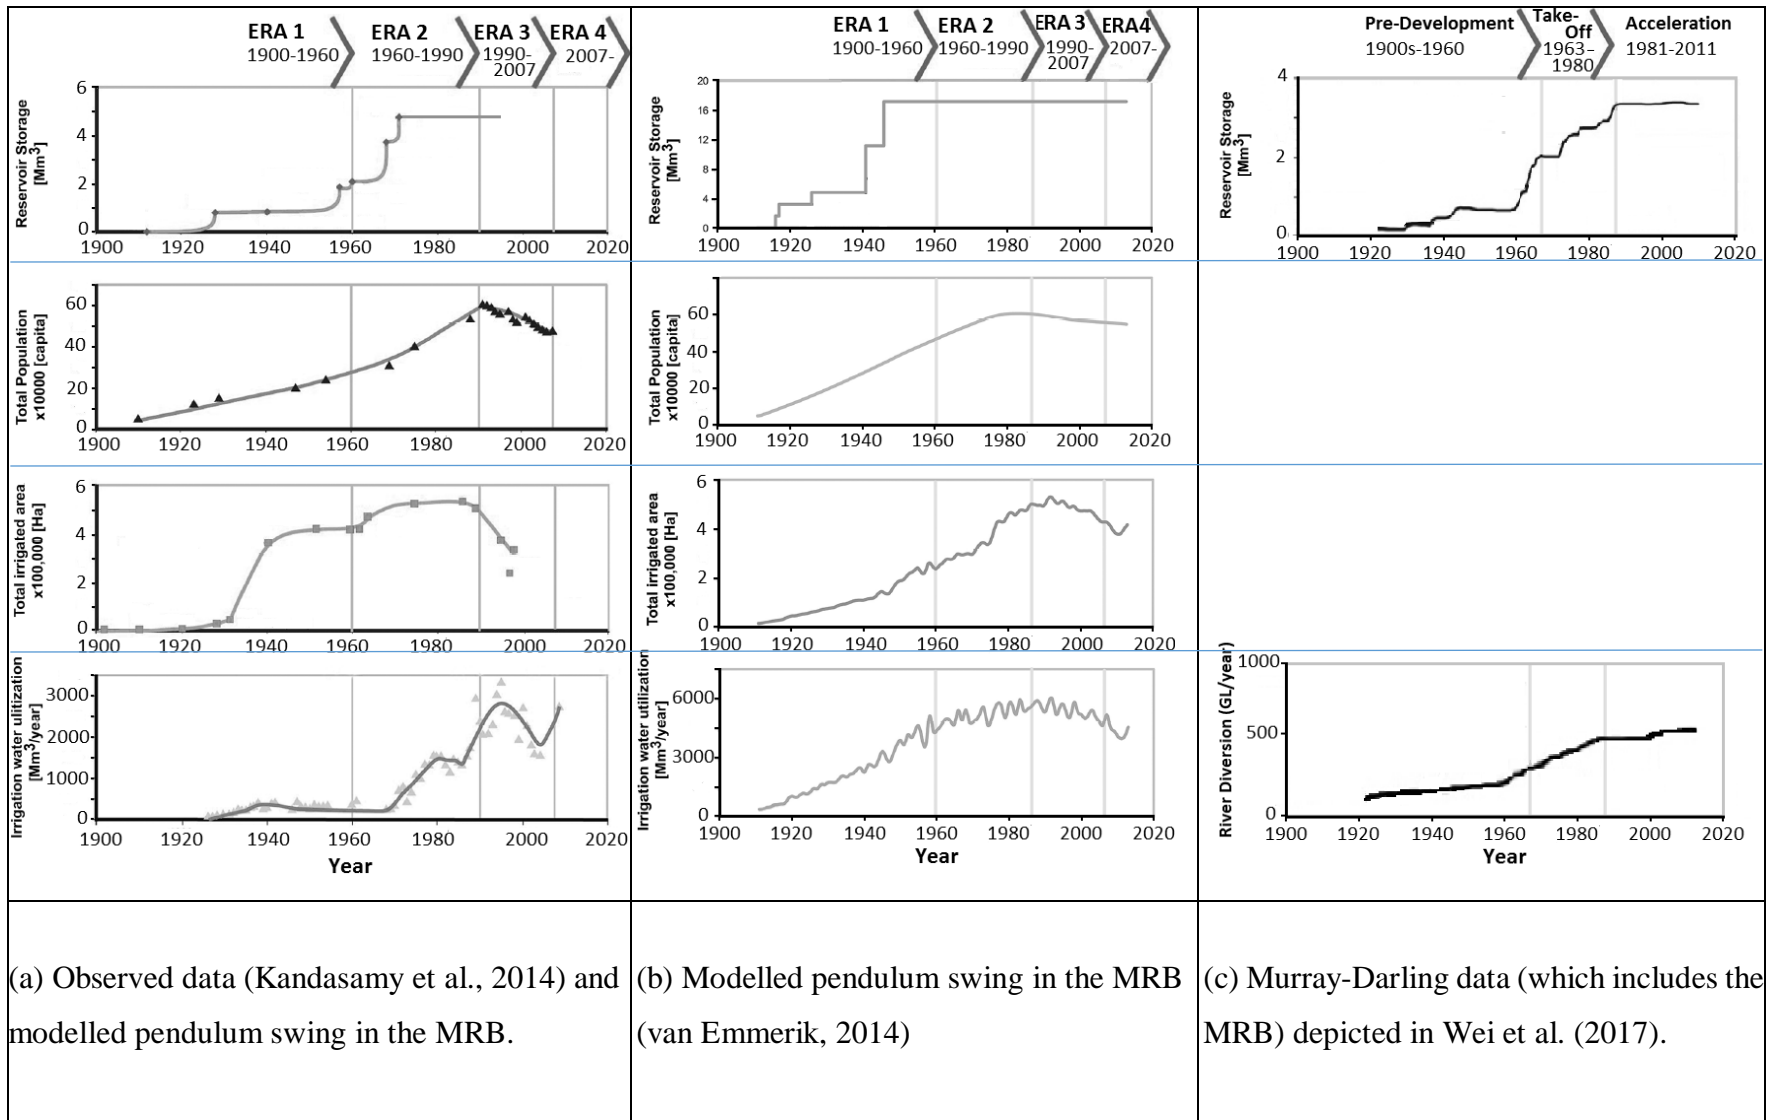 ERA 1
1900-1960
ERA 2
1960-1990
ERA 3
1990-
2007
ERA 4
2007-
Reservoir Storage
[Mm3]
6
4
2
0
1900 1920 1940 1960 1980 2000 2020
Total Population
x10000 [capita]
60
40
20
0
1900 1920 1940 1960 1980 2000 2020
Total irrigated area
x100,000 [Ha]
6
4
2
0
1900 1920 1940 1960 1980 2000 2020
Irrigation water ulitization
[Mm3/year]
3000
2000
1000
0
1900 1920 1940 1960 1980 2000 2020
Year
ERA 1
1900-1960
ERA 2
1960-1990
ERA 3
1990-
2007
ERA4
2007-
Reservoir Storage
[Mm3]
20
16
12
8
4
0
1900 1920 1940 1960 1980 2000 2020
Total Population
x10000 [capita]
60
40
20
0
1900 1920 1940 1960 1980 2000 2020
Total irrigated area
x100,000 [Ha]
6
4
2
0
1900 1920 1940 1960 1980 2000 2020
Irrigation water utilization
[Mm3/year]
6000
3000
0
1900 1920 1940 1960 1980 2000 2020
Year
Pre-Development
1900s-1960
Take-
Off
1963–
1980
Acceleration
1981-2011
Reservoir Storage
[Mm3]
4
2
0
1900 1920 1940 1960 1980 2000 2020
River Diversion (GL/year)
1000
500
0
1900 1920 1940 1960 1980 2000 2020
Year
(a) Observed data (Kandasamy et al., 2014) and
modelled pendulum swing in the MRB.
(b) Modelled pendulum swing in the MRB
(van Emmerik, 2014)
(c) Murray-Darling data (which includes the
MRB) depicted in Wei et al. (2017).